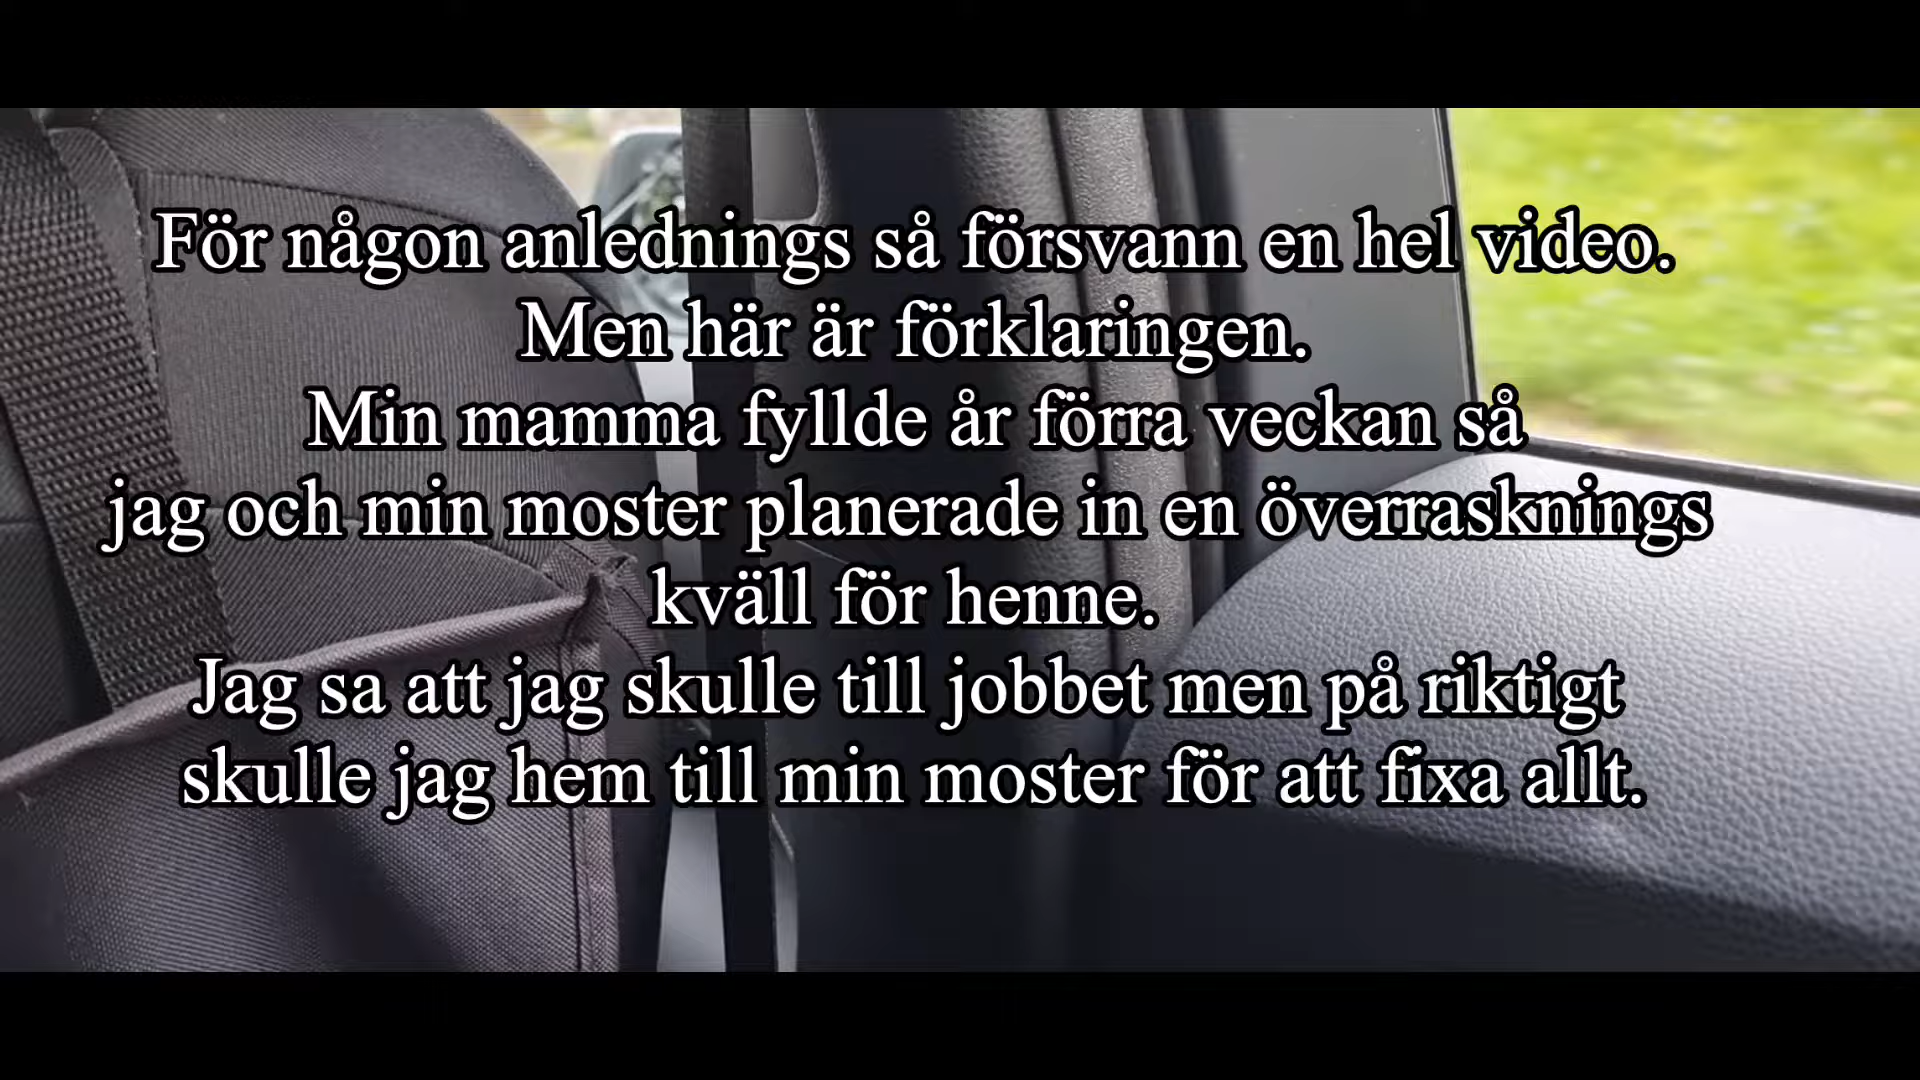 För någon anlednings så försvann en hel video.
Men här är förklaringen.
Min mamma fyllde år förra veckan så
jag och min moster planerade in en överrasknings
kväll för henne.
Jag sa att jag skulle till jobbet men på riktigt
skulle jag hem till min moster för att fixa allt.